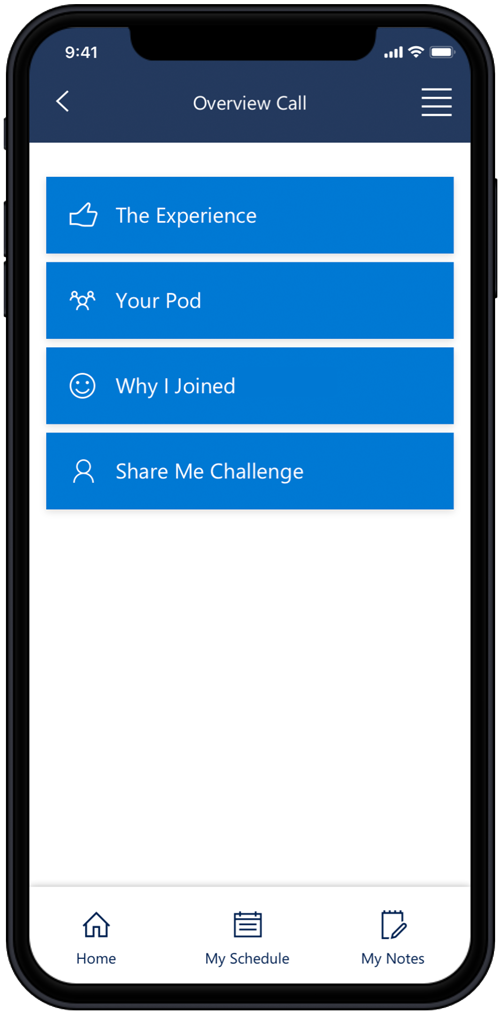 9:41
Overview Call
The Experience
Your Pod
Why I Joined
Share Me Challenge
Home
My Schedule
My Notes